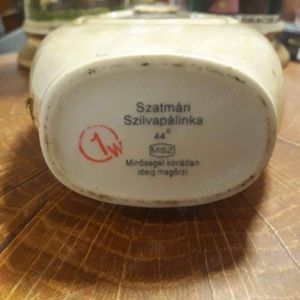 Szatmári
Szilvapálinka
44°
MSZ
1W
Minőségét korlátlan
ideig megőrzi